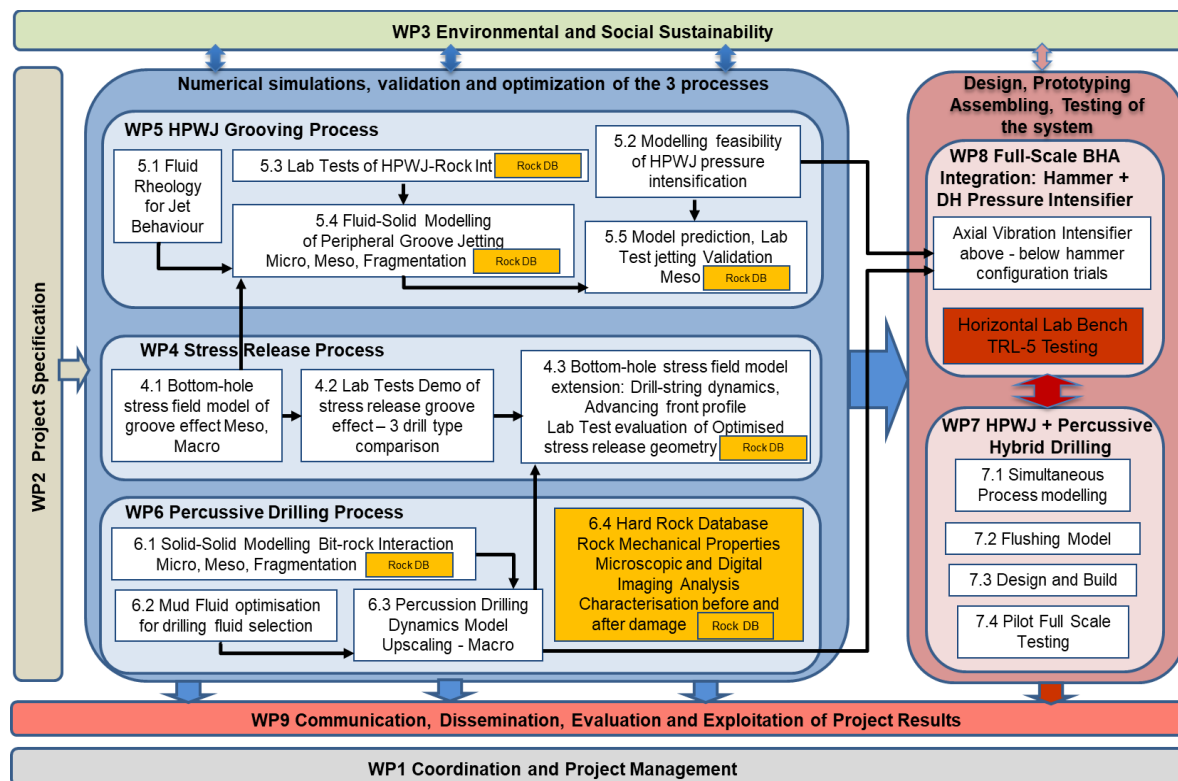 WP3 Environmental and Social Sustainability
WP2 Project Specification
Numerical simulations, validation and optimization of the 3 processes
WP5 HPWJ Grooving Process
5.1 Fluid
Rheology
for Jet
Behaviour
5.3 Lab Tests of HPWJ-Rock Int
Rock DB
5.2 Modelling feasibility
of HPWJ pressure
intensification
5.4 Fluid-Solid Modelling
of Peripheral Groove Jetting
Micro, Meso, Fragmentation
Rock DB
5.5 Model prediction, Lab
Test jetting Validation
Meso
Rock DB
WP4 Stress Release Process
4.1 Bottom-hole
stress field model of
groove effect Meso,
Macro
4.2 Lab Tests Demo of
stress release groove
effect – 3 drill type
comparison
4.3 Bottom-hole stress field model
extension: Drill-string dynamics,
Advancing front profile
Lab Test evaluation of Optimised
stress release geometry
Rock DB
WP6 Percussive Drilling Process
6.1 Solid-Solid Modelling Bit-rock Interaction
Micro, Meso, Fragmentation
Rock DB
6.2 Mud Fluid optimisation
for drilling fluid selection
6.3 Percussion Drilling
Dynamics Model
Upscaling - Macro
6.4 Hard Rock Database
Rock Mechanical Properties
Microscopic and Digital
Imaging Analysis
Characterisation before and
after damage
Rock DB
Design, Prototyping
Assembling, Testing of
the system
WP8 Full-Scale BHA
Integration: Hammer +
DH Pressure Intensifier
Axial Vibration Intensifier
above - below hammer
configuration trials
Horizontal Lab Bench
TRL-5 Testing
WP7 HPWJ + Percussive
Hybrid Drilling
7.1 Simultaneous
Process modelling
7.2 Flushing Model
7.3 Design and Build
7.4 Pilot Full Scale
Testing
WP9 Communication, Dissemination, Evaluation and Exploitation of Project Results
WP1 Coordination and Project Management